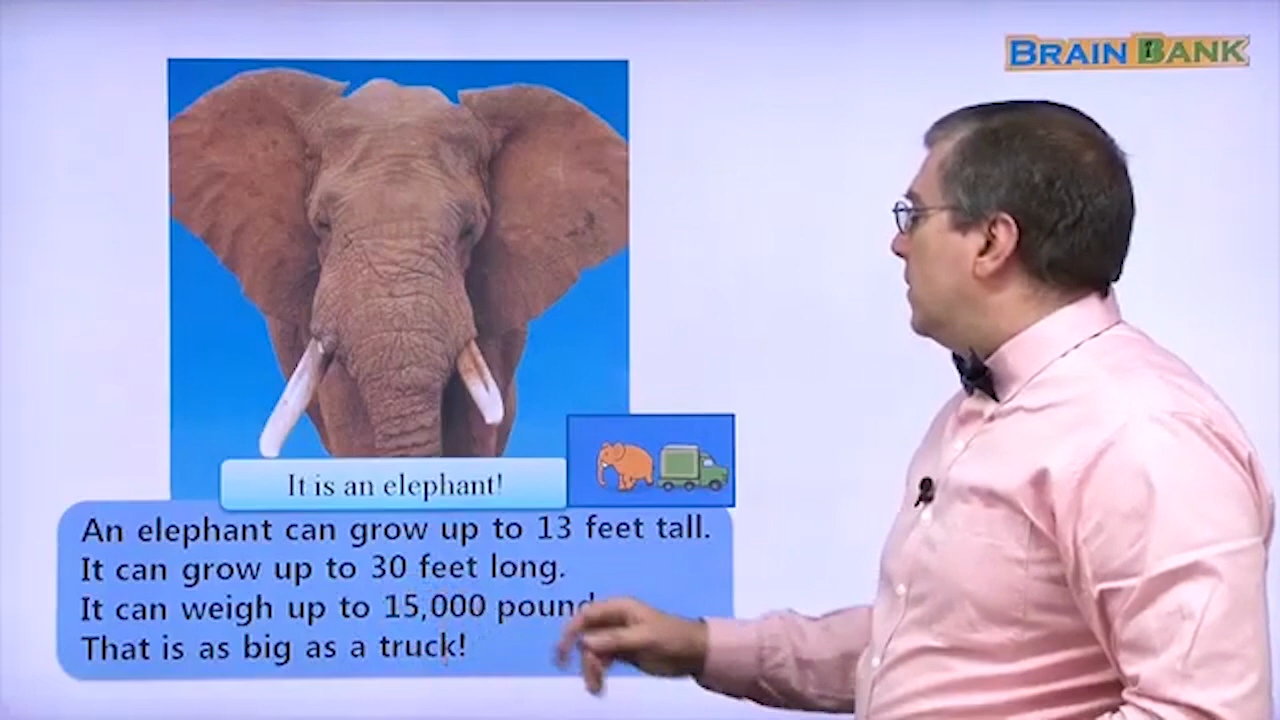 BRAIN BANK
It is an elephant!
An elephant can grow up to 13 feet tall.
It can grow up to 30 feet long.
It can weigh up to 15,000 pound
That is as big as a truck!